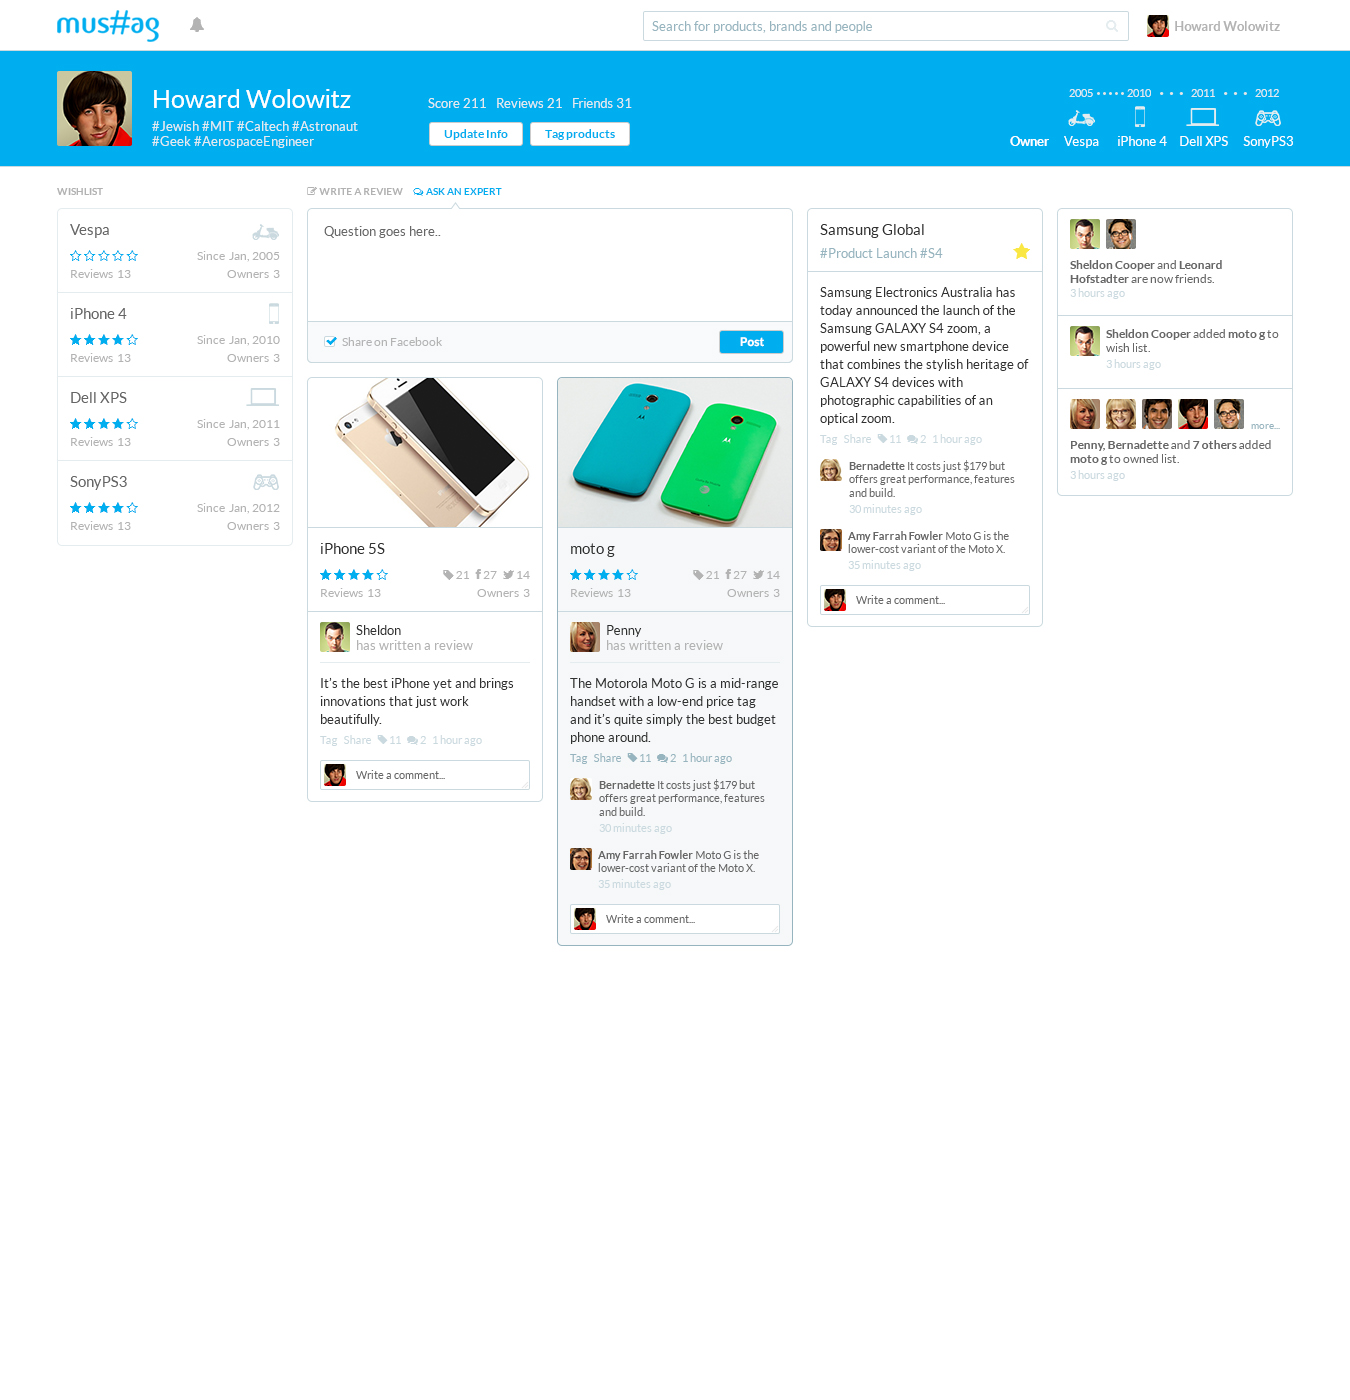 mus#ag
Search for products, brands and people
Howard Wolowitz
Howard Wolowitz
#Jewish #MIT #Caltech #Astronaut
#Geek #AerospaceEngineer
Score 211 Reviews 21 Friends 31
Update Info Tag products
2005 2010 2011 2012
Owner Vespa iPhone 4 Dell XPS SonyPS3
WISHLIST
Vespa
Since Jan, 2005
Reviews 13 Owners 3
iPhone 4
Since Jan, 2010
Reviews 13 Owners 3
Dell XPS
Since Jan, 2011
Reviews 13 Owners 3
SonyPS3
Since Jan, 2012
Reviews 13 Owners 3
WRITE A REVIEW ASK AN EXPERT
Question goes here..
Share on Facebook Post
iPhone 5S
21 27 14
Reviews 13 Owners 3
Sheldon
has written a review
It's the best iPhone yet and brings
innovations that just work
beautifully.
Tag Share 11 2 1 hour ago
Write a comment...
moto g
21 27 14
Reviews 13 Owners 3
Penny
has written a review
The Motorola Moto G is a mid-range
handset with a low-end price tag
and it's quite simply the best budget
phone around.
Tag Share 11 2 1 hour ago
Bernadette It costs just $179 but
offers great performance, features
and build.
30 minutes ago
Amy Farrah Fowler Moto G is the
lower-cost variant of the Moto X.
35 minutes ago
Write a comment...
Samsung Global
#Product Launch #S4
Samsung Electronics Australia has
today announced the launch of the
Samsung GALAXY S4 zoom, a
powerful new smartphone device
that combines the stylish heritage of
GALAXY S4 devices with
photographic capabilities of an
optical zoom.
Tag Share 11 2 1 hour ago
Bernadette It costs just $179 but
offers great performance, features
and build.
30 minutes ago
Amy Farrah Fowler Moto G is the
lower-cost variant of the Moto X.
35 minutes ago
Write a comment...
Sheldon Cooper and Leonard
Hofstadter are now friends.
3 hours ago
Sheldon Cooper added moto g to
wish list.
3 hours ago
more...
Penny, Bernadette and 7 others added
moto g to owned list.
3 hours ago